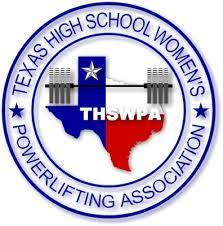 TEXAS HIGH SCHOOL WOMEN'S
THSWPA
POWERLIFTING ASSOCIATION